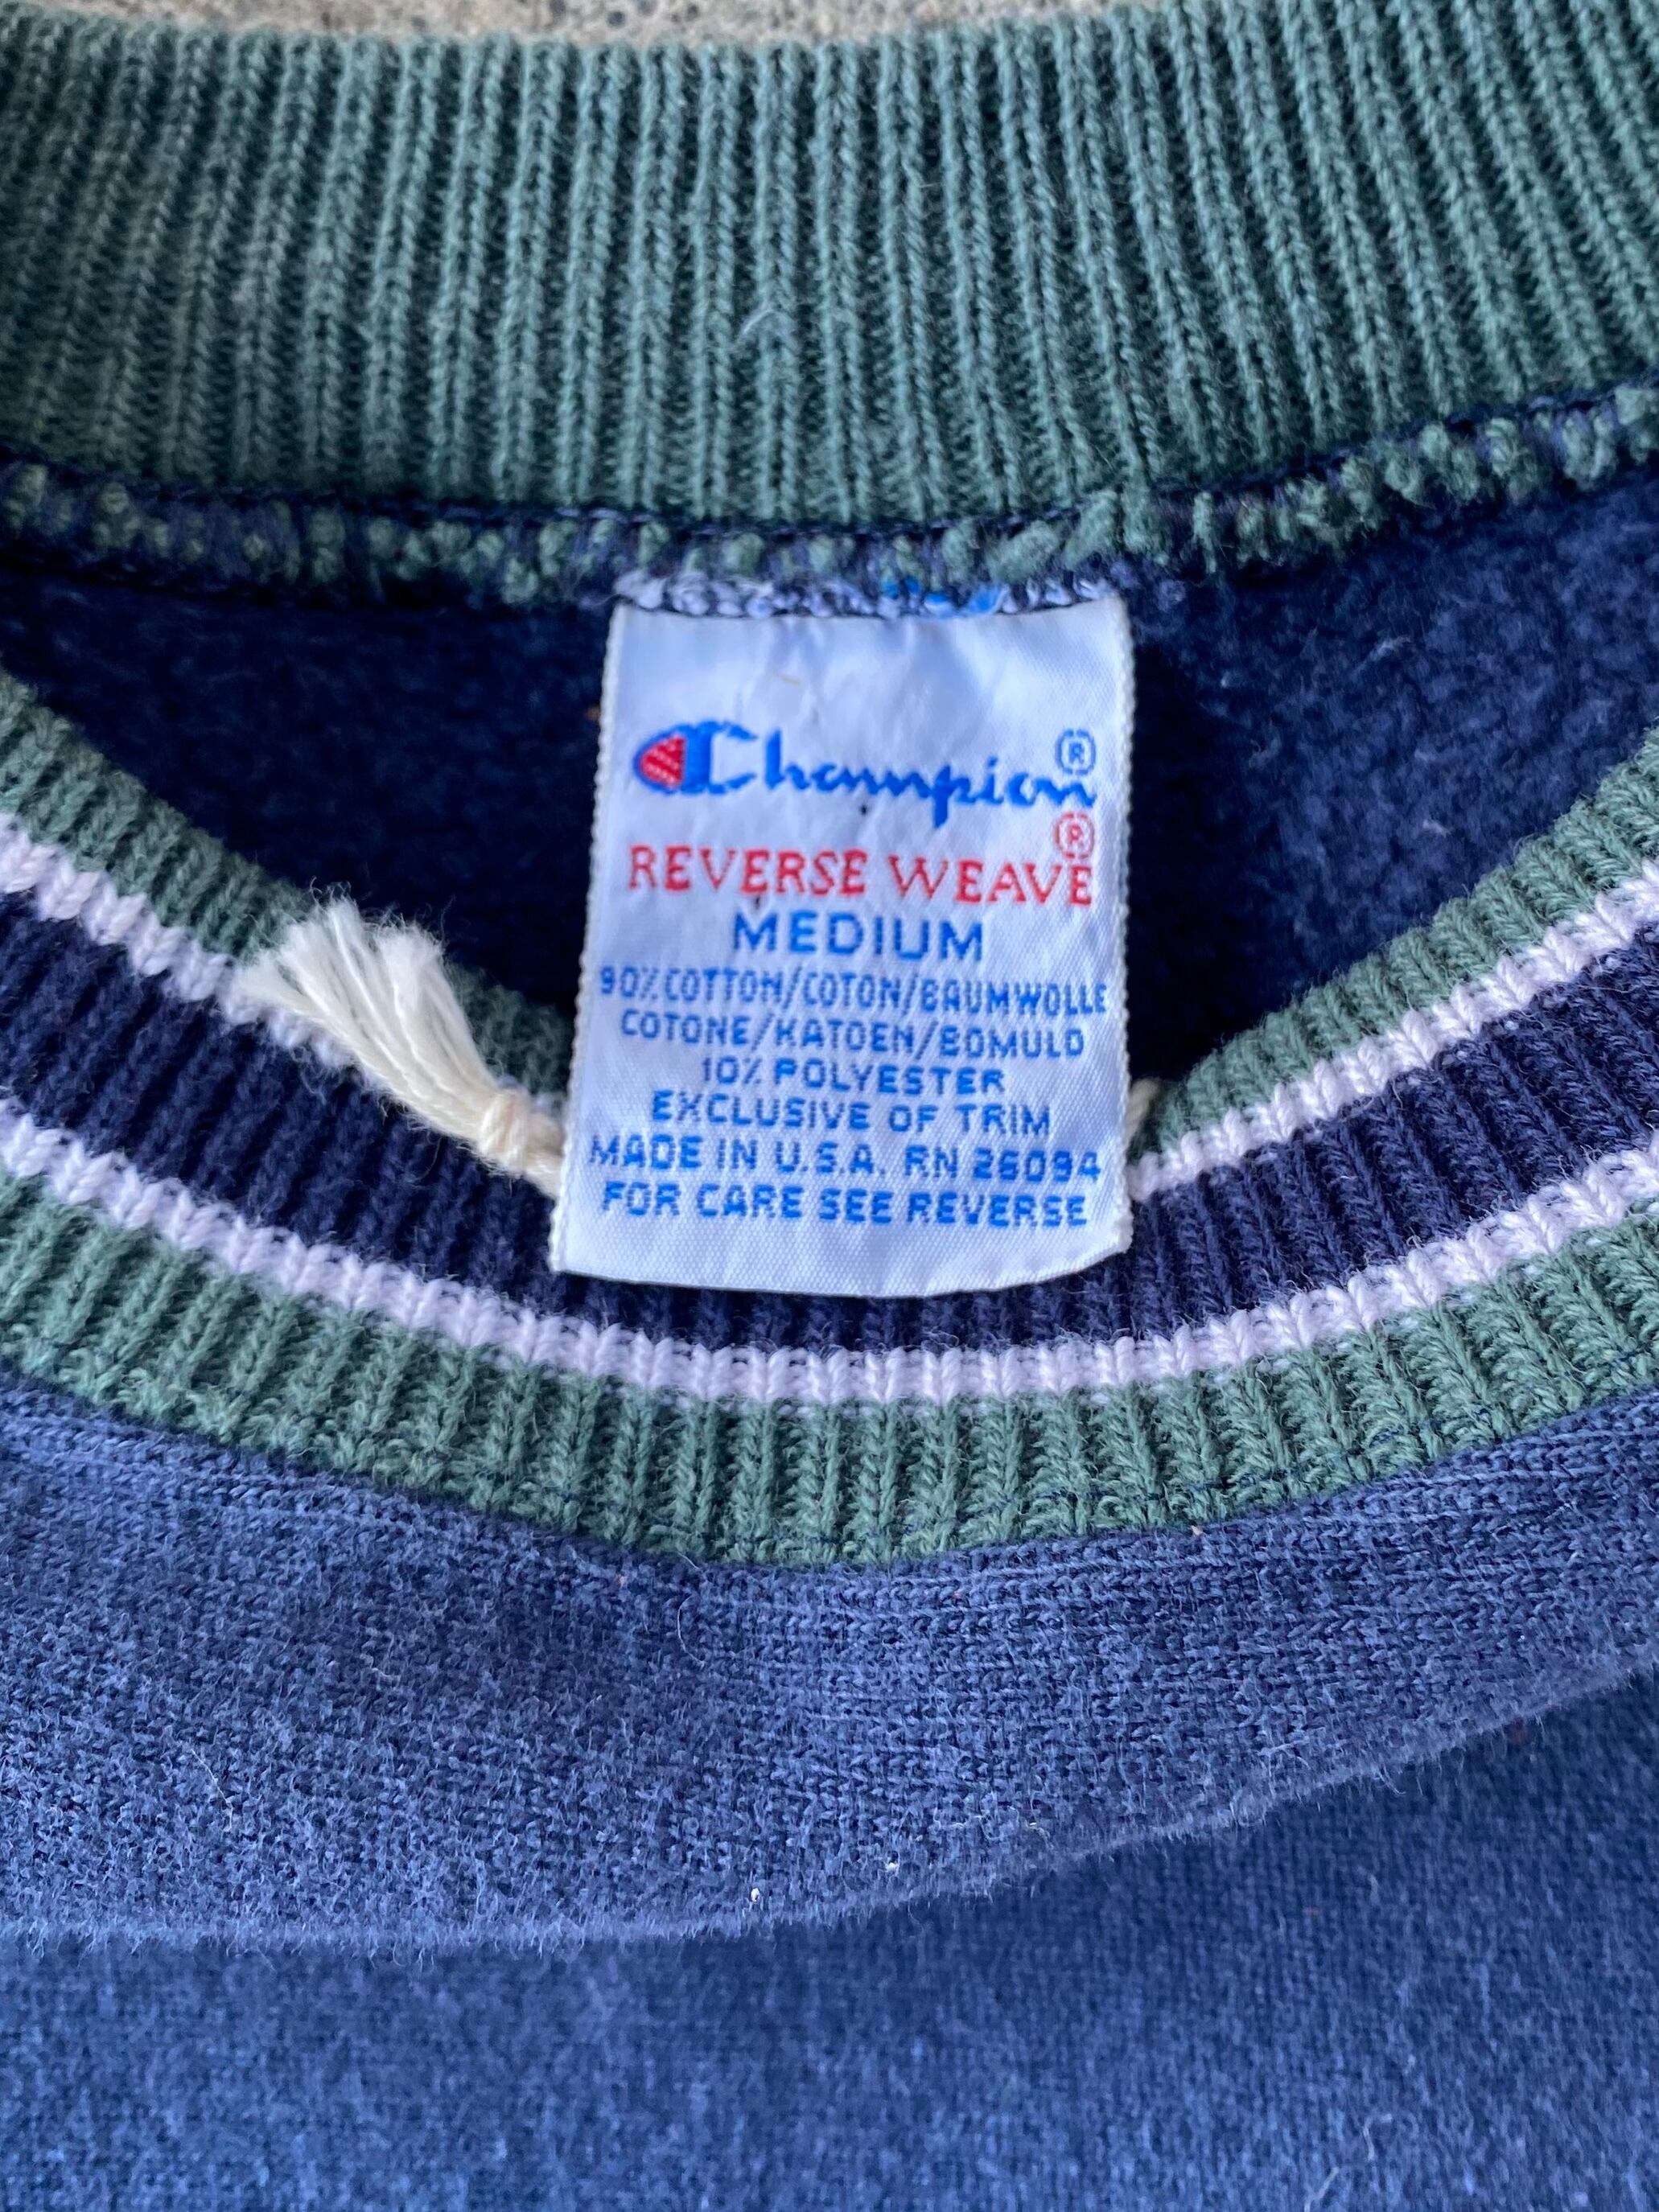 Champion®
REVERSE WEAVE®
MEDIUM
90% COTTON/COTON/BAUMWOLLE
COTONE/KATOEN/BOMULD
10% POLYESTER
EXCLUSIVE OF TRIM
MADE IN U.S.A. RN 26094
FOR CARE SEE REVERSE